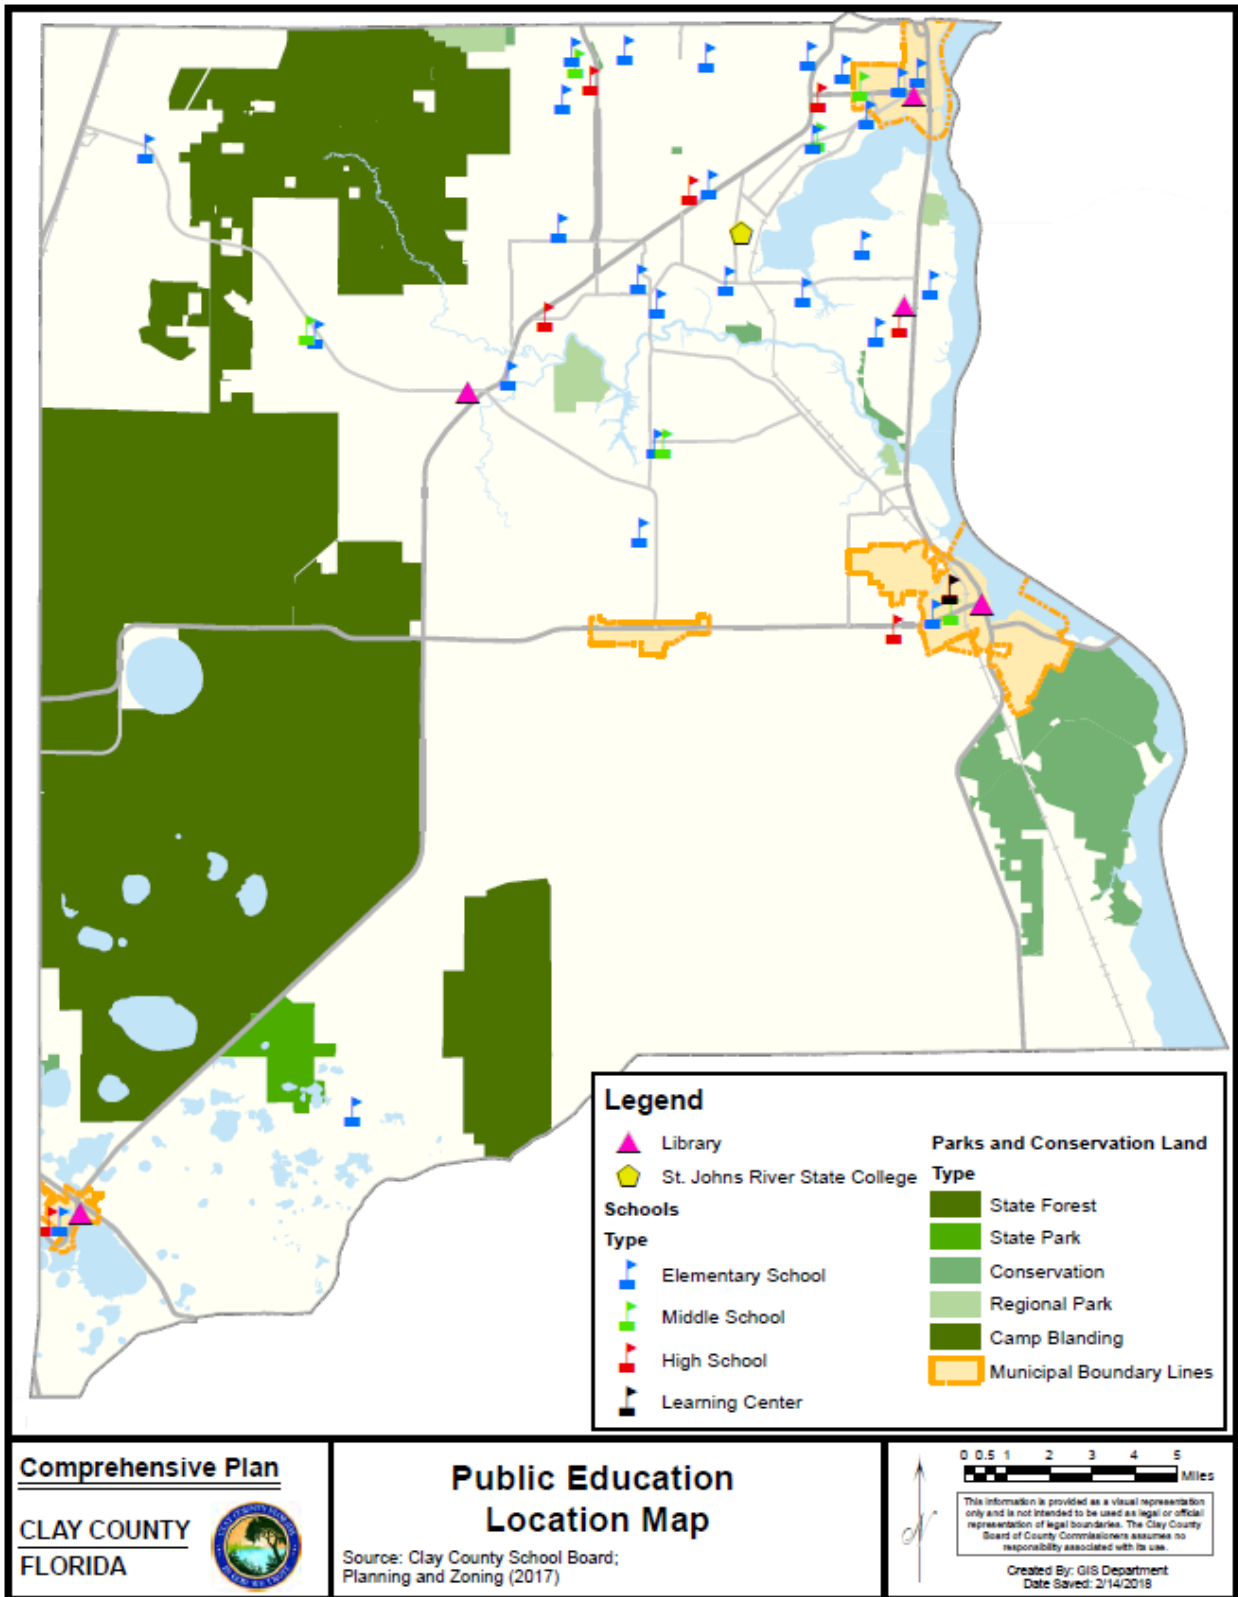 Legend
Library
St. Johns River State College
Schools
Type
Elementary School
Middle School
High School
Learning Center
Parks and Conservation Land
Type
State Forest
State Park
Conservation
Regional Park
Camp Blanding
Municipal Boundary Lines
Comprehensive Plan
CLAY COUNTY
FLORIDA
Public Education
Location Map
Source: Clay County School Board;
Planning and Zoning (2017)
0 0.5 1 2 3 4 5
Miles
This information is provided as a visual representation
only and is not intended to be used as legal or official
representation of legal boundaries. The Clay County
Board of County Commissioners assumes no
responsibility associated with its use.
Created By: GIS Department
Date Saved: 2/14/2018